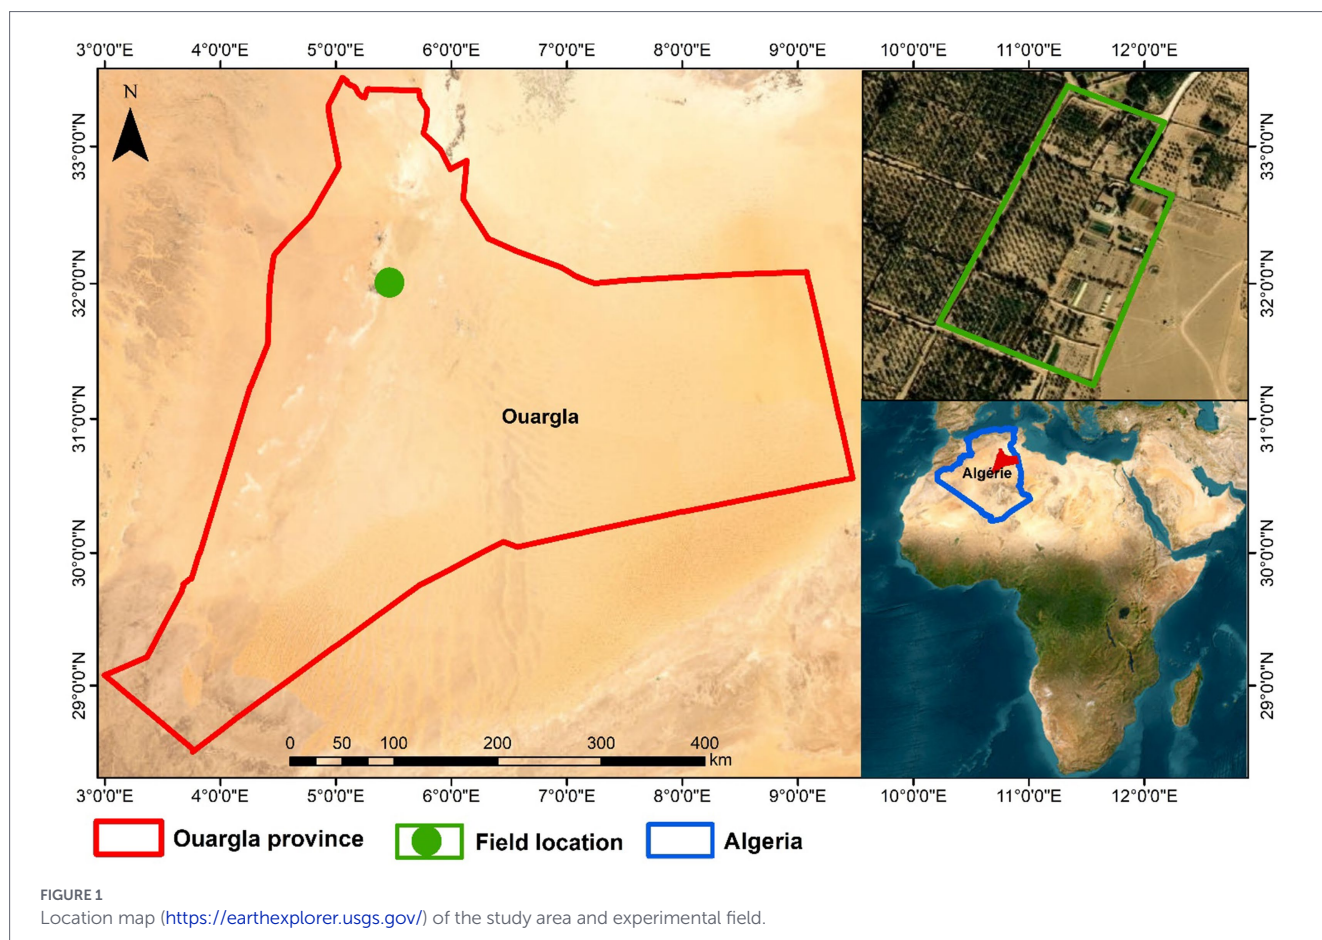 3°0'0"E 4°0'0"E 5°0'0"E 6°0'0"E 7°0'0"E 8°0'0"E 9°0'0"E 10°0'0"E 11°0'0"E 12°0'0"E
N
33°0'0"N
33°0'0"N
32°0'0"N
32°0'0"N
31°0'0"N
31°0'0"N
Ouargla
Algérie
30°0'0"N
30°0'0"N
29°0'0"N
29°0'0"N
0 50 100 200 300 400
km
3°0'0"E 4°0'0"E 5°0'0"E 6°0'0"E 7°0'0"E 8°0'0"E 9°0'0"E 10°0'0"E 11°0'0"E 12°0'0"E
Ouargla province Field location Algeria
FIGURE 1
Location map (https://earthexplorer.usgs.gov/) of the study area and experimental field.